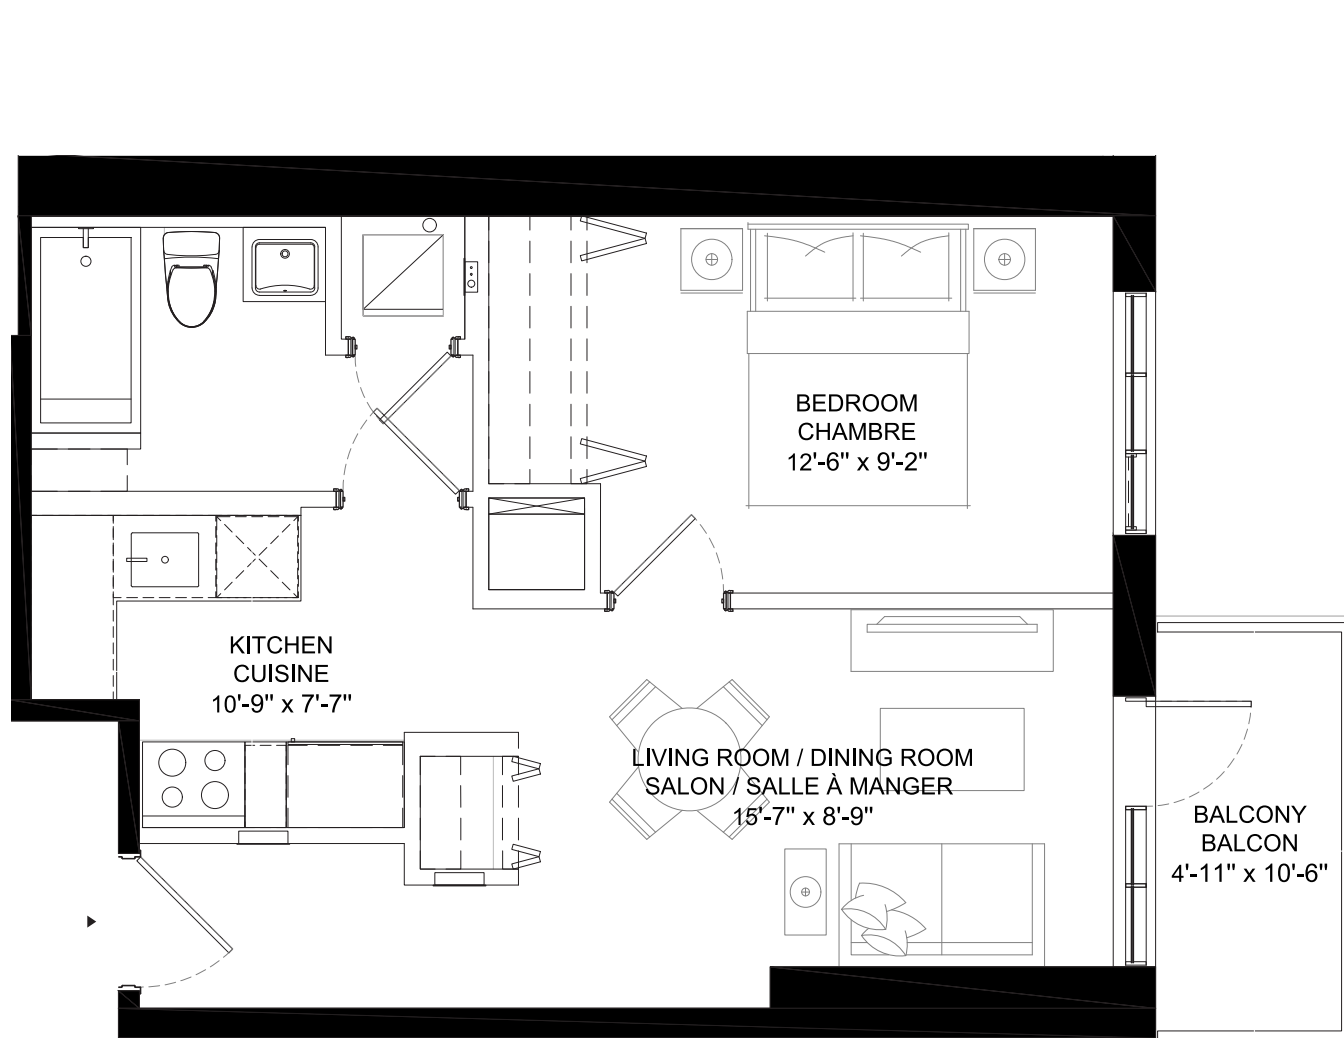 BEDROOM
CHAMBRE
12'-6" x 9'-2"
KITCHEN
CUISINE
10'-9" x 7'-7"
LIVING ROOM / DINING ROOM
SALON / SALLE À MANGER
15'-7" x 8'-9"
BALCONY
BALCON
4'-11" x 10'-6"